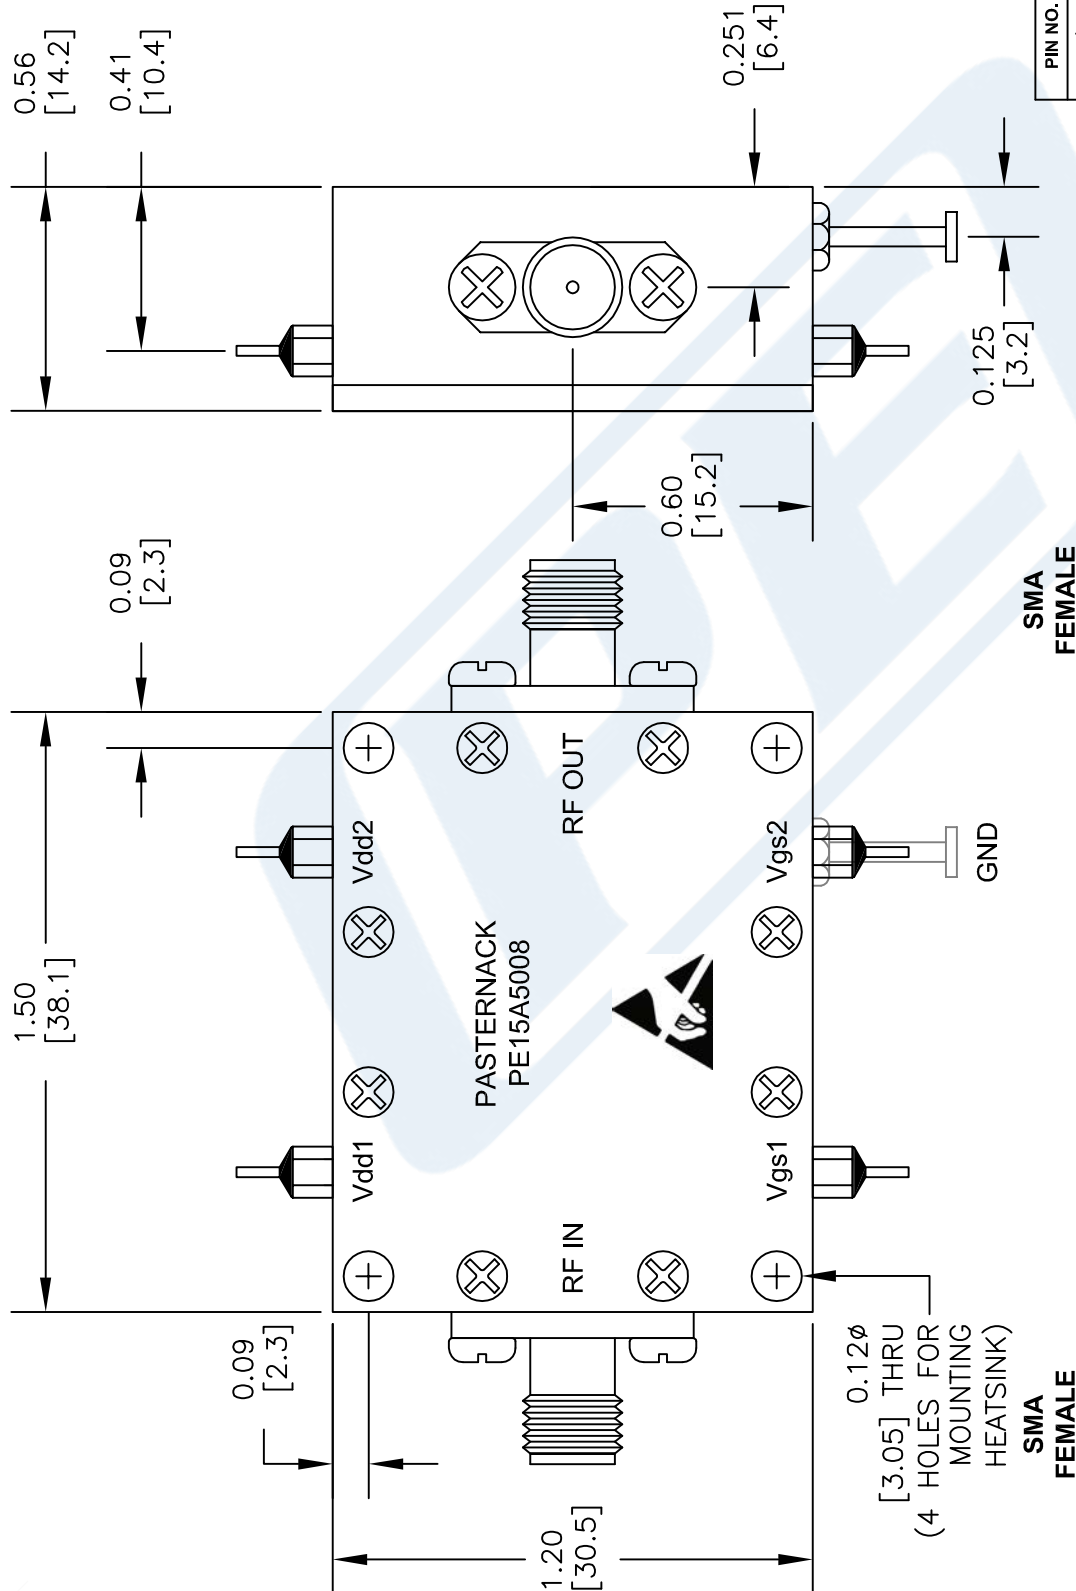 1.50
[38.1]
0.09
[2.3]
0.56
[14.2]
0.41
[10.4]
0.09
[2.3]
Vdd1
Vdd2
1.20
[30.5]
RF IN
PASTERNACK
PE15A5008
RF OUT
0.60
[15.2]
0.251
[6.4]
Vgs1
Vgs2
GND
0.12ø
[3.05] THRU
(4 HOLES FOR
MOUNTING
HEATSINK)
0.125
[3.2]
SMA
FEMALE
SMA
FEMALE
PIN NO.
PE